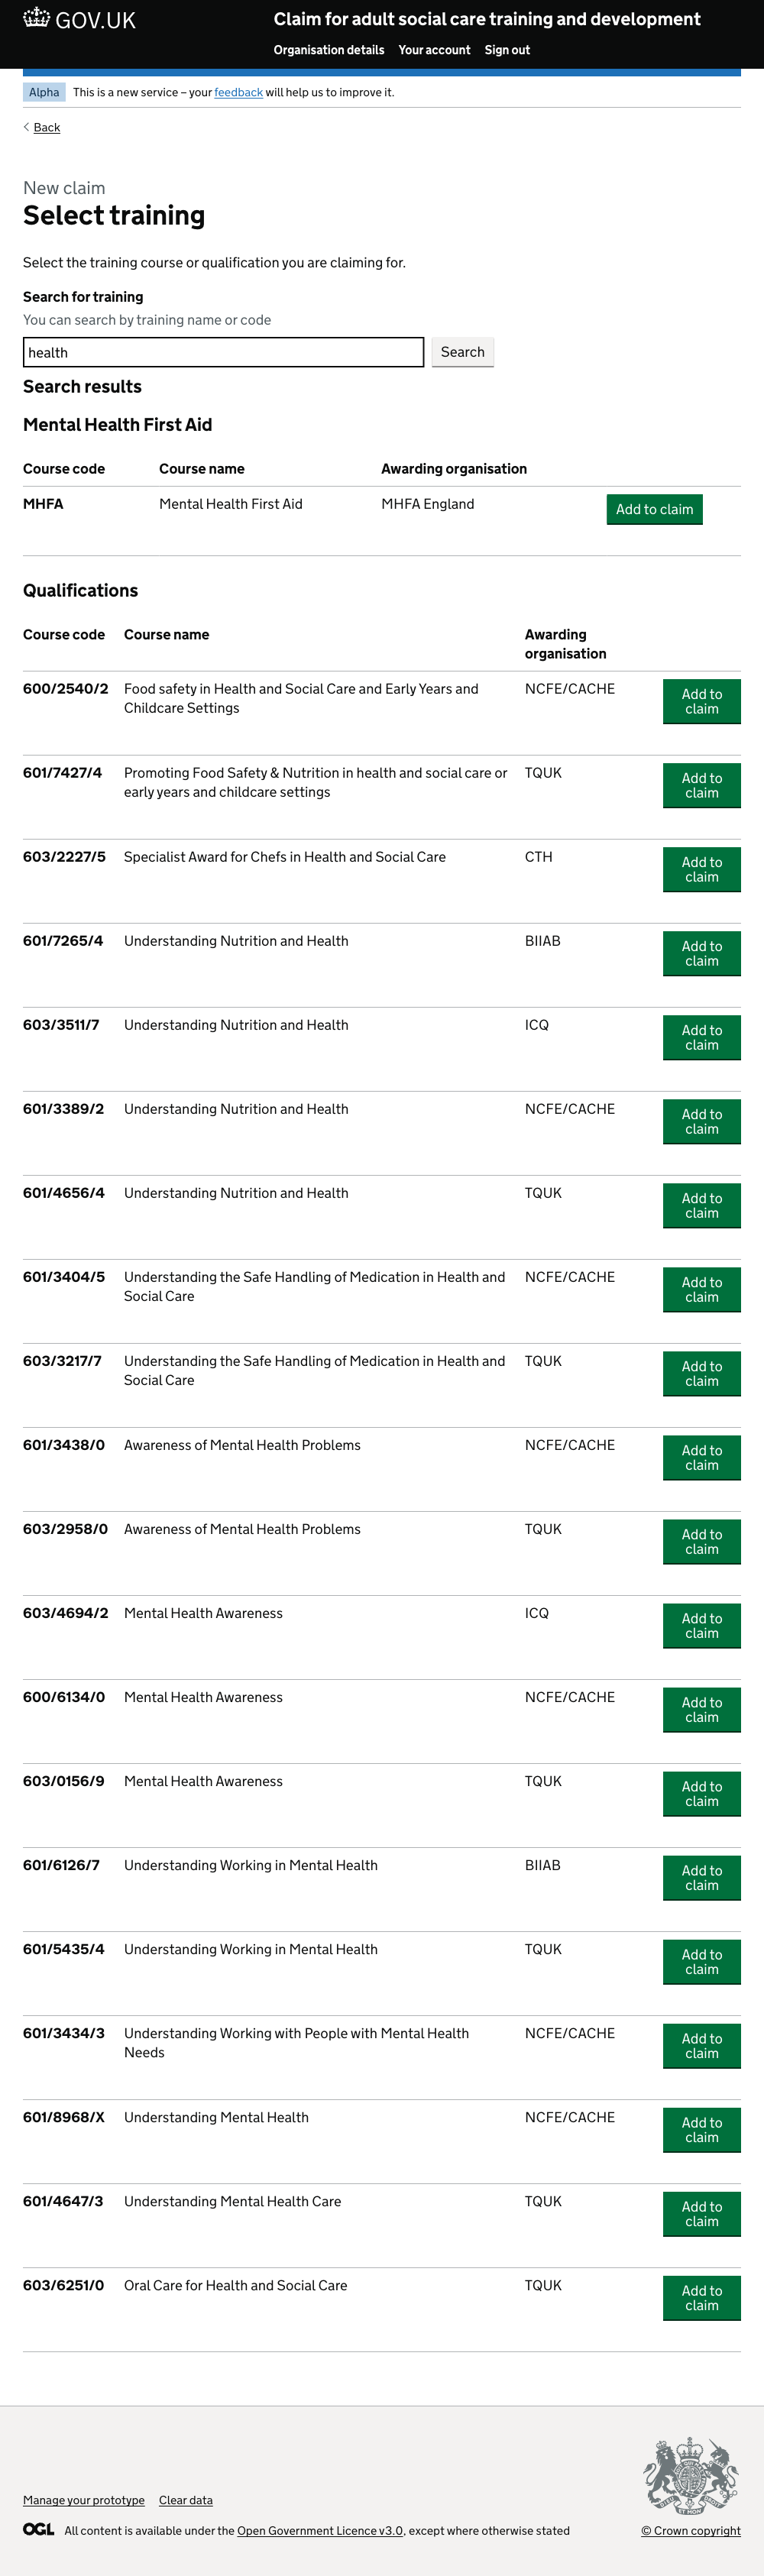 GOV.UK
Claim for adult social care training and development
Organisation details Your account Sign out
Alpha This is a new service – your feedback will help us to improve it.
Back
New claim
Select training
Select the training course or qualification you are claiming for.
Search for training
You can search by training name or code
health Search
Search results
Mental Health First Aid
Course code Course name Awarding organisation
MHFA Mental Health First Aid MHFA England Add to claim
Qualifications
Course code Course name Awarding
organisation
600/2540/2 Food safety in Health and Social Care and Early Years and NCFE/CACHE Add to
Childcare Settings claim
601/7427/4 Promoting Food Safety & Nutrition in health and social care or TQUK Add to
early years and childcare settings claim
603/2227/5 Specialist Award for Chefs in Health and Social Care CTH Add to
claim
601/7265/4 Understanding Nutrition and Health BIIAB Add to
claim
603/3511/7 Understanding Nutrition and Health ICQ Add to
claim
601/3389/2 Understanding Nutrition and Health NCFE/CACHE Add to
claim
601/4656/4 Understanding Nutrition and Health TQUK Add to
claim
601/3404/5 Understanding the Safe Handling of Medication in Health and NCFE/CACHE Add to
Social Care claim
603/3217/7 Understanding the Safe Handling of Medication in Health and TQUK Add to
Social Care claim
601/3438/0 Awareness of Mental Health Problems NCFE/CACHE Add to
claim
603/2958/0 Awareness of Mental Health Problems TQUK Add to
claim
603/4694/2 Mental Health Awareness ICQ Add to
claim
600/6134/0 Mental Health Awareness NCFE/CACHE Add to
claim
603/0156/9 Mental Health Awareness TQUK Add to
claim
601/6126/7 Understanding Working in Mental Health BIIAB Add to
claim
601/5435/4 Understanding Working in Mental Health TQUK Add to
claim
601/3434/3 Understanding Working with People with Mental Health NCFE/CACHE Add to
Needs claim
601/8968/X Understanding Mental Health NCFE/CACHE Add to
claim
601/4647/3 Understanding Mental Health Care TQUK Add to
claim
603/6251/0 Oral Care for Health and Social Care TQUK Add to
claim
Manage your prototype Clear data
OGL All content is available under the Open Government Licence v3.0, except where otherwise stated © Crown copyright